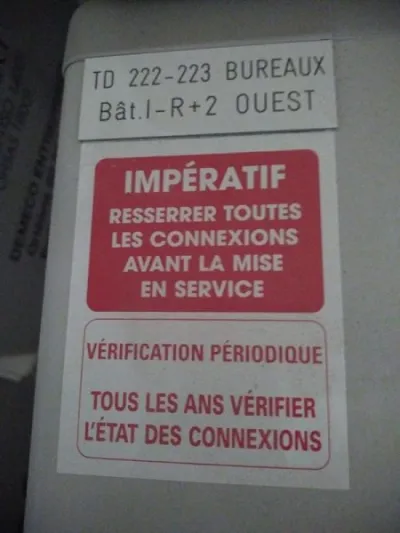 TD 222-223 BUREAUX
Bât.I-R+2 OUEST
IMPÉRATIF
RESSERRER TOUTES
LES CONNEXIONS
AVANT LA MISE
EN SERVICE
VÉRIFICATION PÉRIODIQUE
TOUS LES ANS VÉRIFIER
L'ÉTAT DES CONNEXIONS